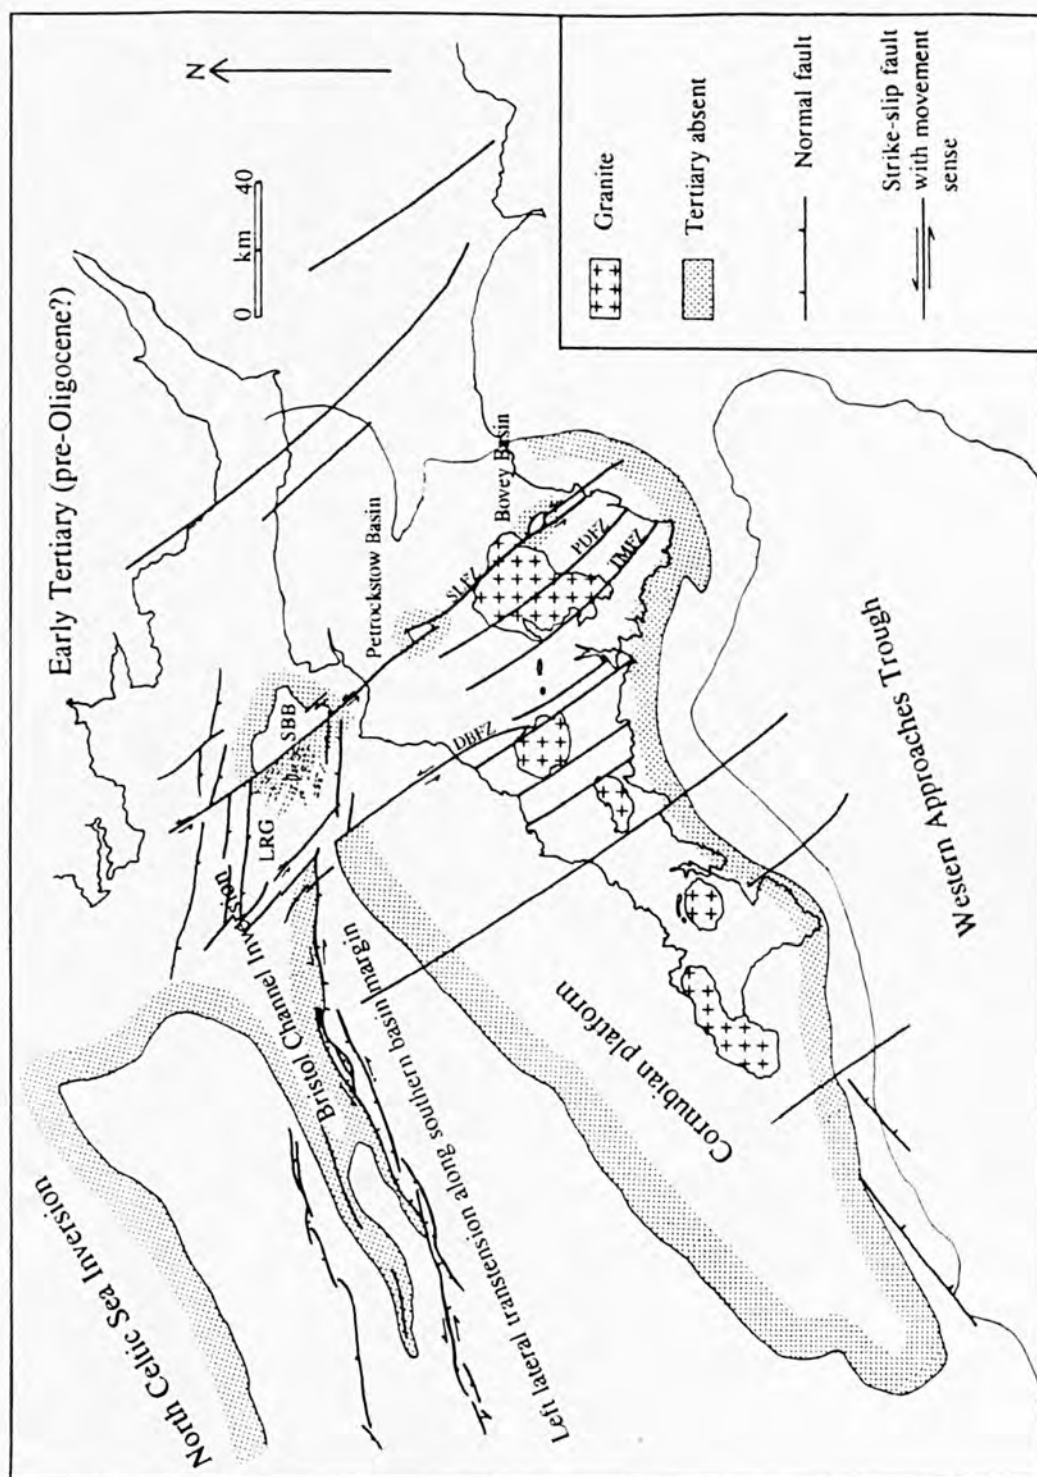 Early Tertiary (pre-Oligocene?)
N
0 km 40
North Celtic Sea Inversion
Bristol Channel Inversion
Left lateral transtension along southern basin margin
LRG
SBB
Petrockstow Basin
Bovey Basin
SLFZ
PDFZ
TMFZ
DBFZ
Cornubian platform
Western Approaches Trough
Granite
Tertiary absent
Normal fault
Strike-slip fault
with movement
sense